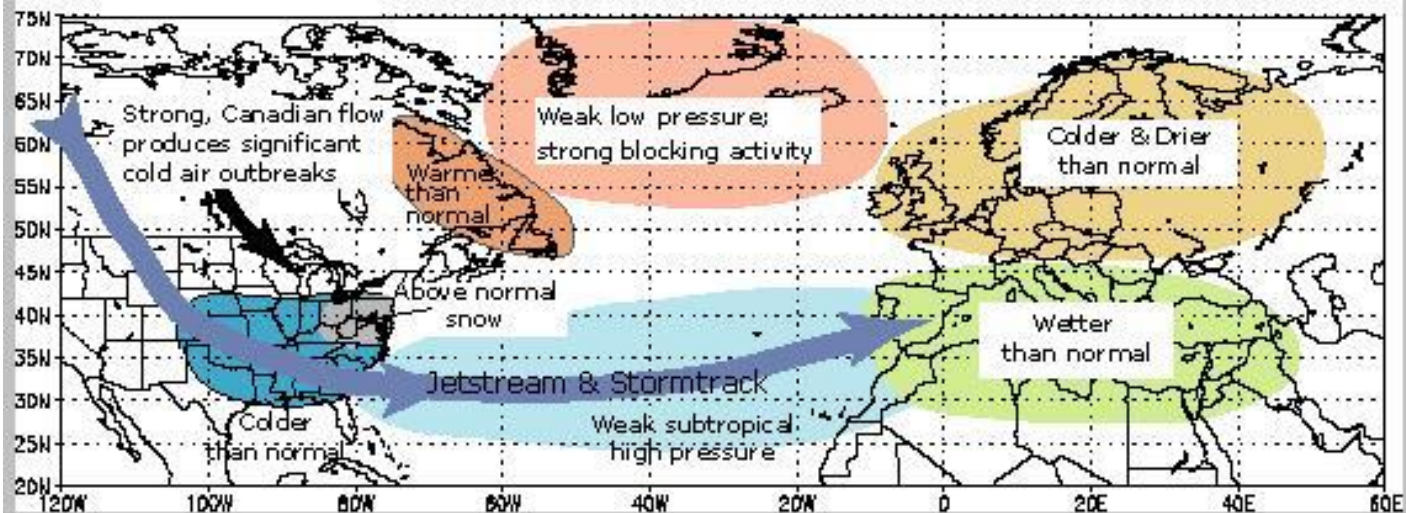 75N
70N
65N
60N
55N
50N
45N
40N
35N
30N
25N
20N
Strong, Canadian flow
produces significant
cold air outbreaks
Warmer
than
normal
Weak low pressure;
strong blocking activity
Colder & Drier
than normal
Above normal
snow
Wetter
than normal
Jetstream & Stormtrack
Colder
than normal
Weak subtropical
high pressure
120W 100W 80W 60W 40W 20W 0 20E 40E 60E